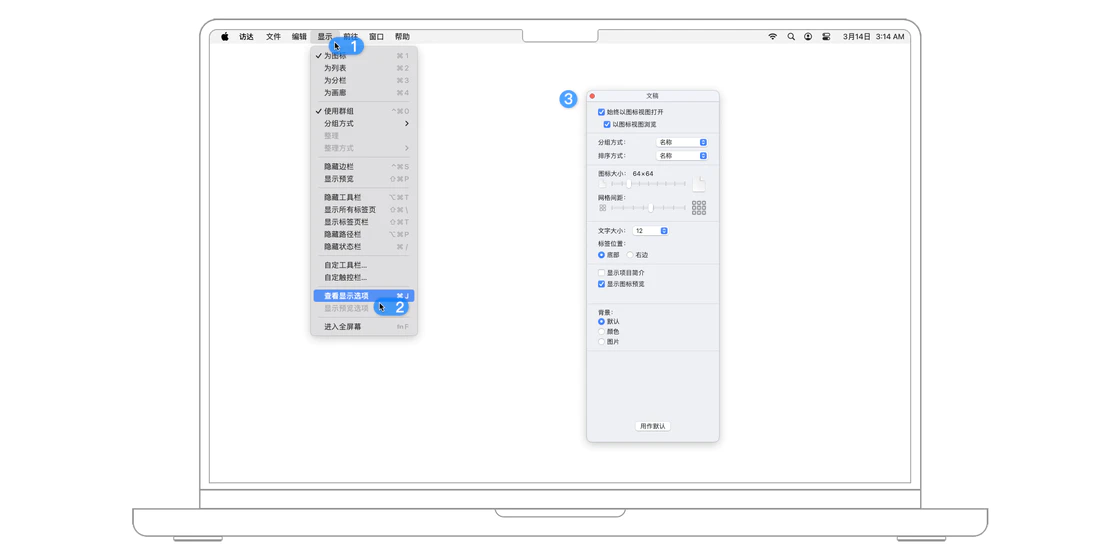 访达 文件 编辑 显示 前往 窗口 帮助 3月14日 3:14 AM
1
为图标 ⌘1
为列表 ⌘2
为分栏 ⌘3
为画廊 ⌘4
使用群组 ^⌘0
分组方式
整理
整理方式
隐藏边栏 ^⌘S
显示预览 ⇧⌘P
隐藏工具栏 ⌥⌘T
显示所有标签页 ⇧⌘\
显示标签页栏 ⇧⌘T
隐藏路径栏 ⌥⌘P
隐藏状态栏 ⌘/
自定工具栏...
自定触控栏...
查看显示选项 ⌘J
显示预览选项
2
进入全屏幕 F
3
文稿
始终以图标视图打开
以图标视图浏览
分组方式: 名称
排序方式: 名称
图标大小: 64×64
网格间距:
文字大小: 12
标签位置:
底部 右边
显示项目简介
显示图标预览
背景:
默认
颜色
图片
用作默认